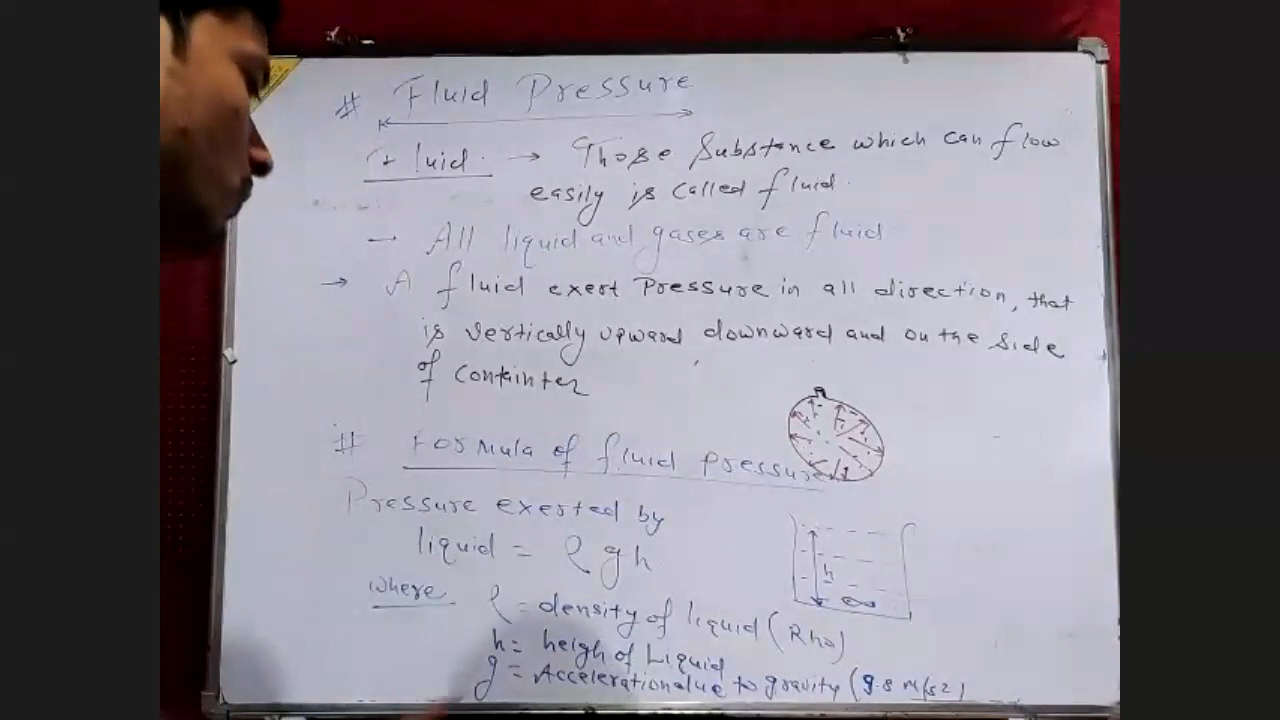 # Fluid Pressure
Fluid. → Those Substance which can flow
easily is called fluid.
→ All liquid and gases are fluid
→ A fluid exert Pressure in all direction, that
is vertically upward downward and on the side
of containter
# Formula of fluid pressure
Pressure exerted by
liquid = ρgh
h
where ρ = density of liquid (Rho)
h = heigh of Liquid
g = Acceleration due to gravity (9.8 m/s2)